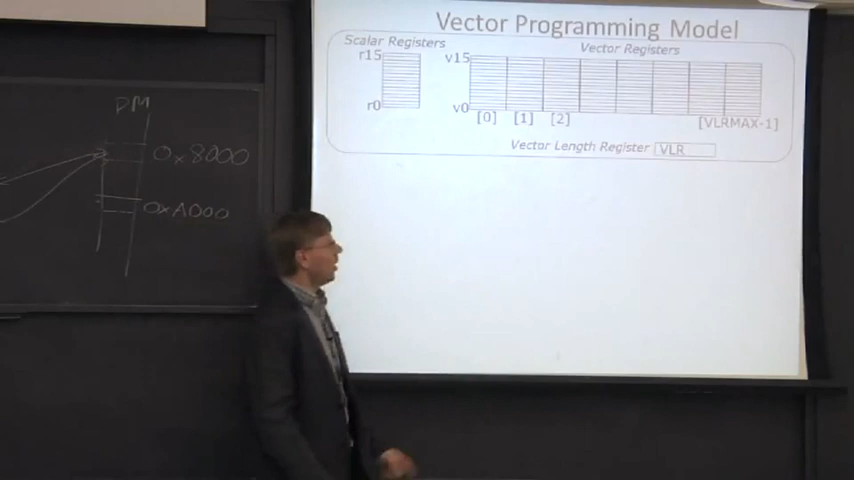 PM
0x8000
0xA000
Vector Programming Model
Scalar Registers
Vector Registers
r15
v15
r0
v0
[0] [1] [2] [VLRMAX-1]
Vector Length Register VLR